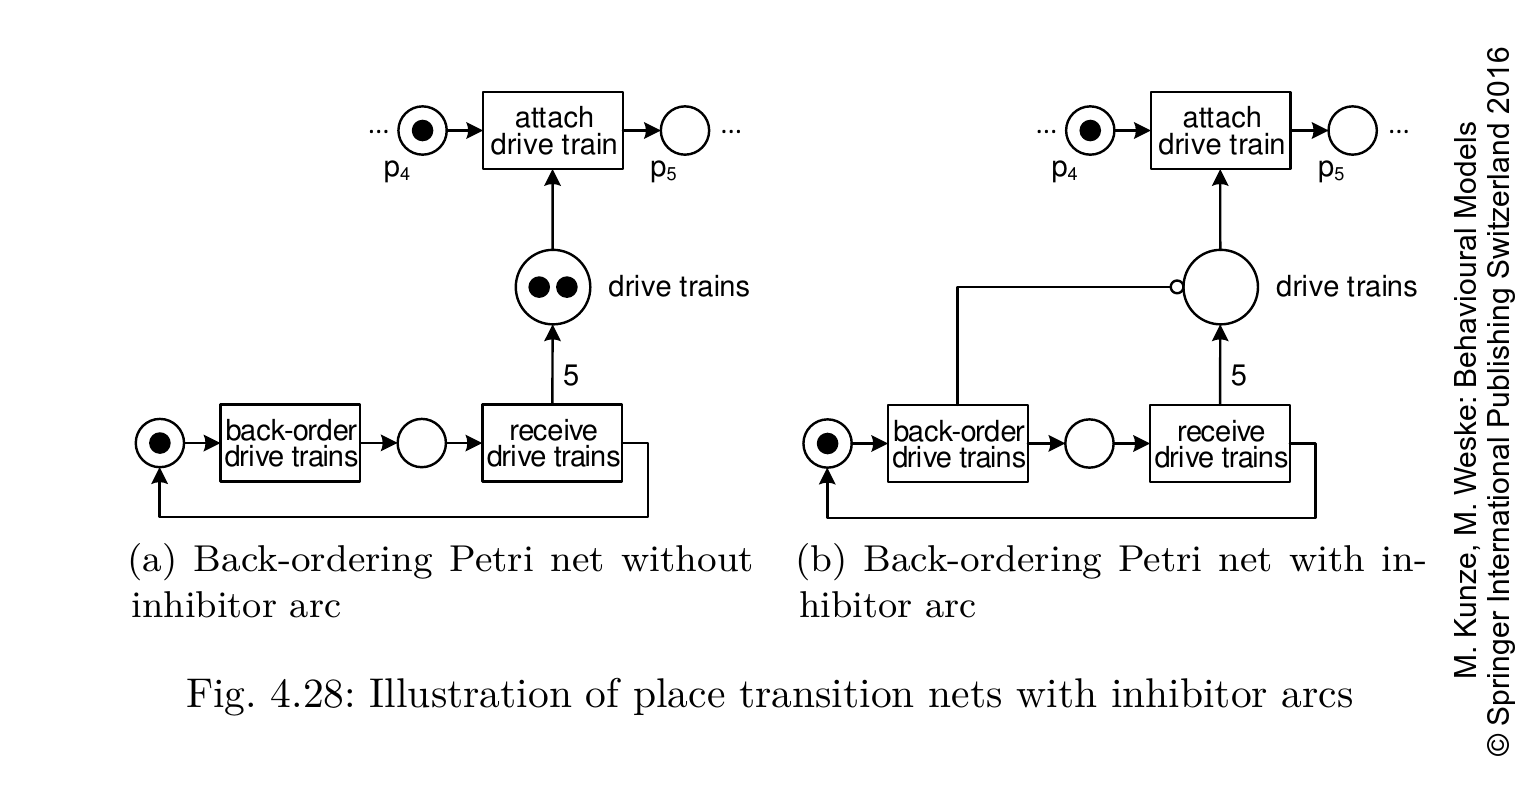 attach
drive train
...
...
p4
p5
drive trains
5
back-order
drive trains
receive
drive trains
(a) Back-ordering Petri net without
inhibitor arc
attach
drive train
...
...
p4
p5
drive trains
5
back-order
drive trains
receive
drive trains
(b) Back-ordering Petri net with in-
hibitor arc
Fig. 4.28: Illustration of place transition nets with inhibitor arcs
M. Kunze, M. Weske: Behavioural Models
© Springer International Publishing Switzerland 2016